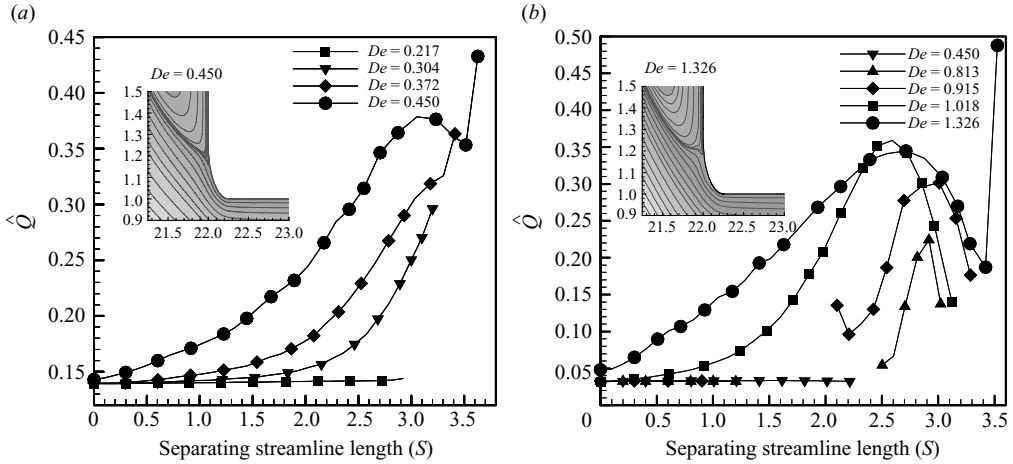 (a)
0.45
0.40
0.35
0.30
0.25
0.20
0.15
Q̂
De = 0.217
De = 0.304
De = 0.372
De = 0.450
De = 0.450
1.5
1.4
1.3
1.2
1.1
1.0
0.9
21.5 22.0 22.5 23.0
0 0.5 1.0 1.5 2.0 2.5 3.0 3.5
Separating streamline length (S)
(b)
0.50
0.45
0.40
0.35
0.30
0.25
0.20
0.15
0.10
0.05
0.00
Q̂
De = 0.450
De = 0.813
De = 0.915
De = 1.018
De = 1.326
De = 1.326
1.5
1.4
1.3
1.2
1.1
1.0
0.9
21.5 22.0 22.5 23.0
0 0.5 1.0 1.5 2.0 2.5 3.0 3.5
Separating streamline length (S)